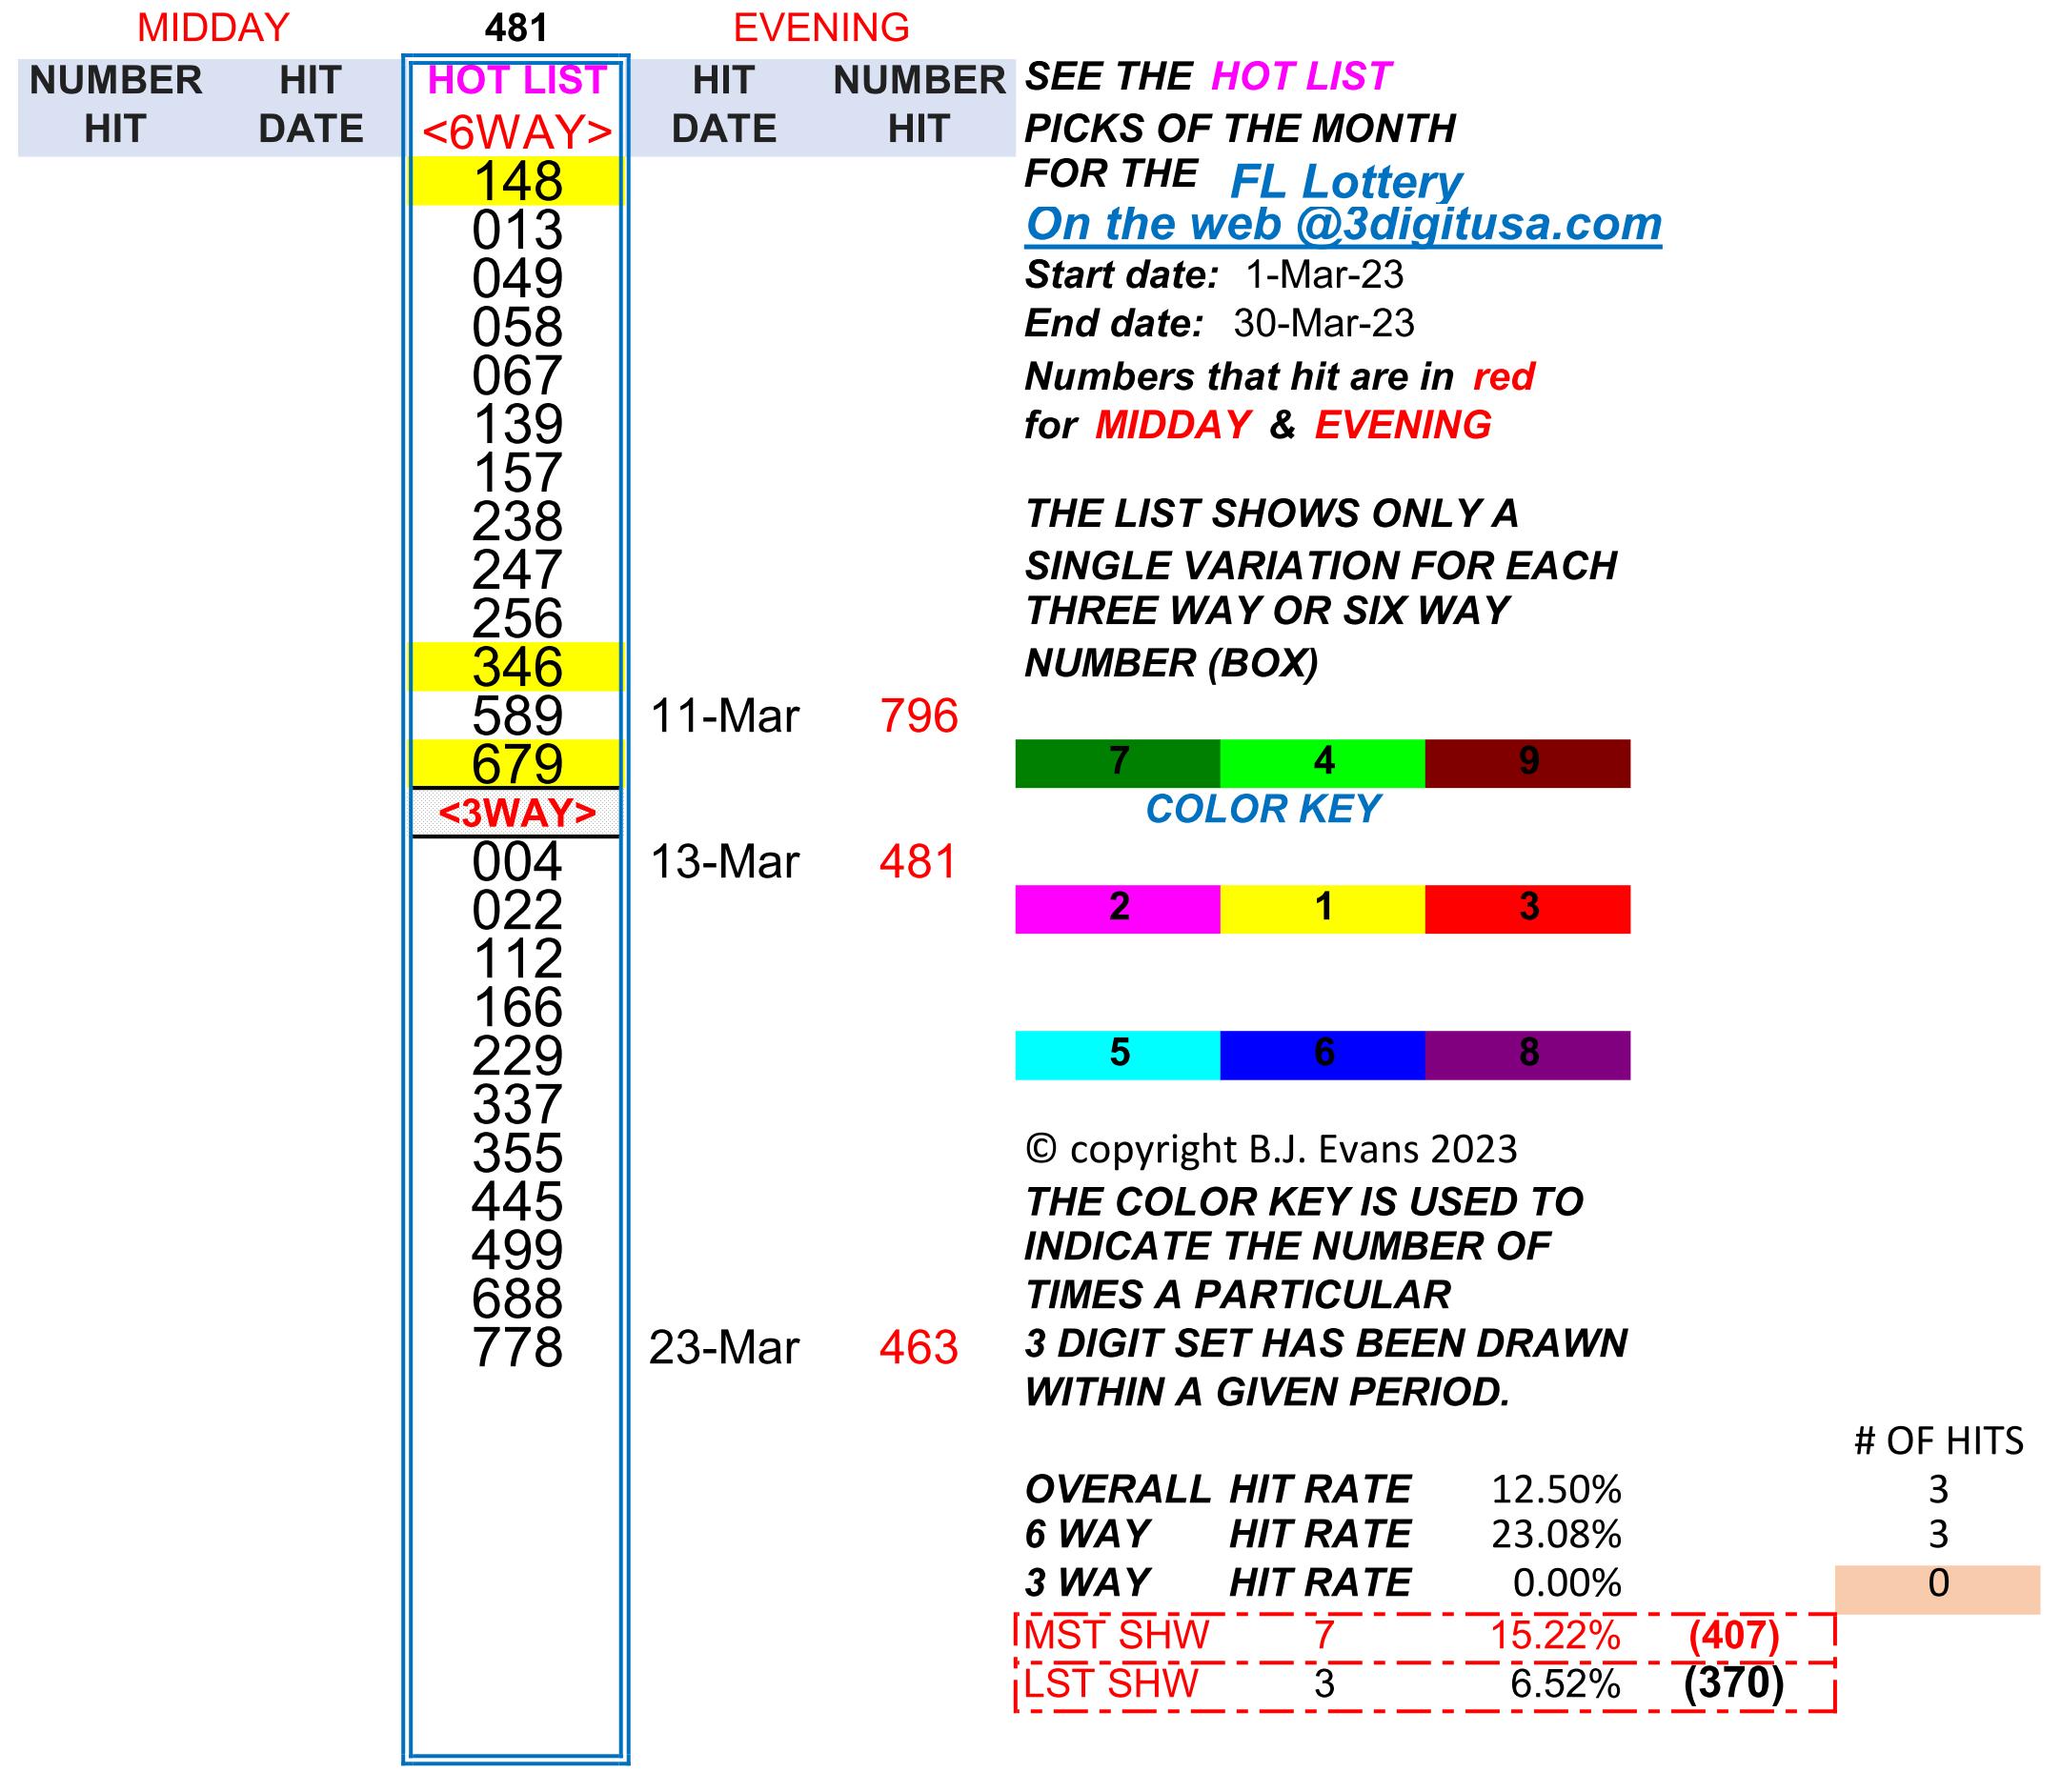 MIDDAY 481 EVENING
NUMBER HIT HOT LIST HIT NUMBER SEE THE HOT LIST
HIT DATE <6WAY> DATE HIT PICKS OF THE MONTH
148 FOR THE FL Lottery
013 On the web @3digitusa.com
049 Start date: 1-Mar-23
058 End date: 30-Mar-23
067 Numbers that hit are in red
139 for MIDDAY & EVENING
157
238 THE LIST SHOWS ONLY A
247 SINGLE VARIATION FOR EACH
256 THREE WAY OR SIX WAY
346 NUMBER (BOX)
589 11-Mar 796
679 7 4 9
<3WAY> COLOR KEY
004 13-Mar 481
022 2 1 3
112
166
229 5 6 8
337
355 © copyright B.J. Evans 2023
445 THE COLOR KEY IS USED TO
499 INDICATE THE NUMBER OF
688 TIMES A PARTICULAR
778 23-Mar 463 3 DIGIT SET HAS BEEN DRAWN
WITHIN A GIVEN PERIOD.
# OF HITS
OVERALL HIT RATE 12.50% 3
6 WAY HIT RATE 23.08% 3
3 WAY HIT RATE 0.00% 0
MST SHW 7 15.22% (407)
LST SHW 3 6.52% (370)